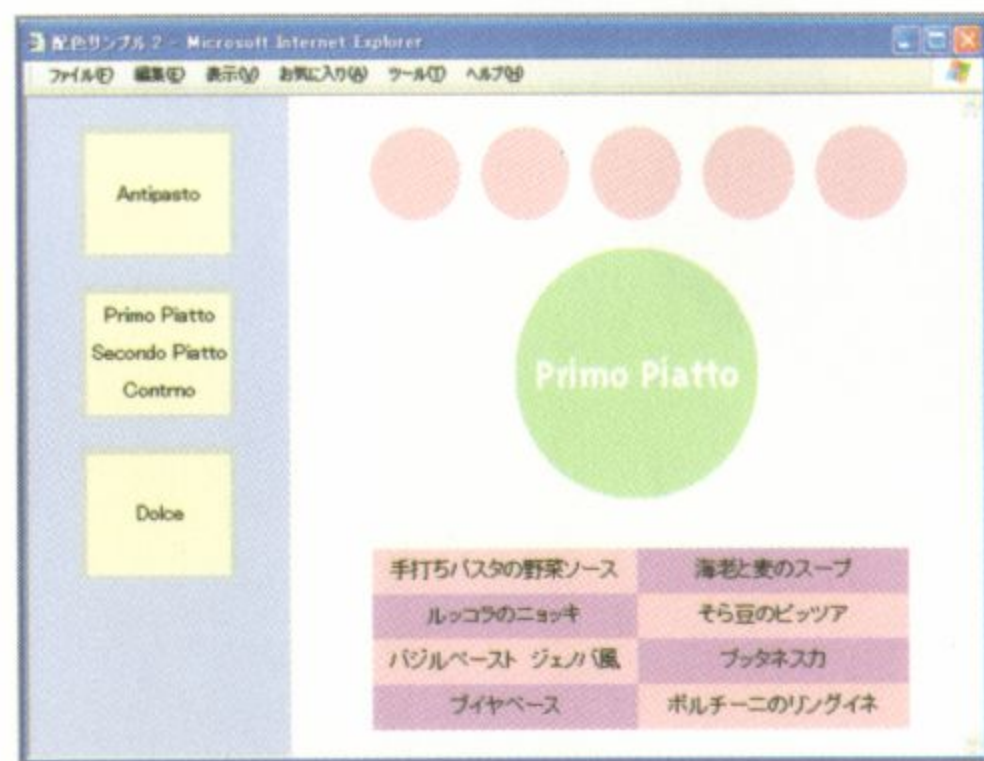 配色サンプル 2 - Microsoft Internet Explorer
ファイル(F) 編集(E) 表示(V) お気に入り(A) ツール(T) ヘルプ(H)
Antipasto
Primo Piatto
Secondo Piatto
Contrno
Dolce
Primo Piatto
手打ちパスタの野菜ソース 海老と麦のスープ
ルッコラのニョッキ そら豆のピッツア
バジルペースト ジェノバ風 プッタネスカ
ブイヤベース ポルチーニのリングイネ